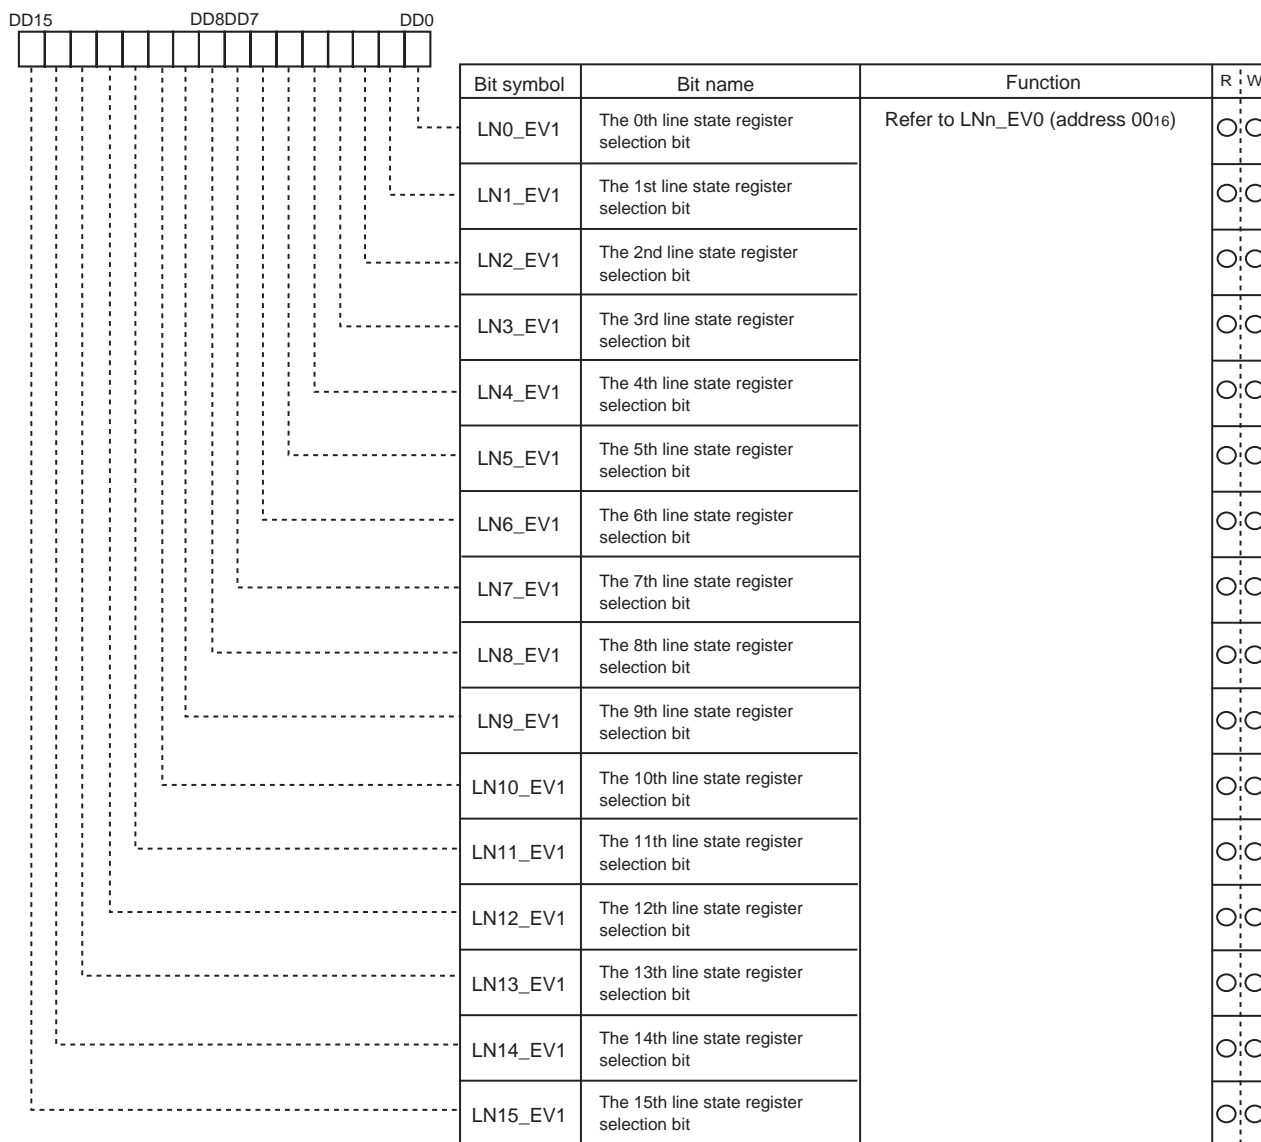 DD15 DD8DD7 DD0
Bit symbol Bit name Function R W
LN0_EV1 The 0th line state register Refer to LNn_EV0 (address 0016)
selection bit
LN1_EV1 The 1st line state register
selection bit
LN2_EV1 The 2nd line state register
selection bit
LN3_EV1 The 3rd line state register
selection bit
LN4_EV1 The 4th line state register
selection bit
LN5_EV1 The 5th line state register
selection bit
LN6_EV1 The 6th line state register
selection bit
LN7_EV1 The 7th line state register
selection bit
LN8_EV1 The 8th line state register
selection bit
LN9_EV1 The 9th line state register
selection bit
LN10_EV1 The 10th line state register
selection bit
LN11_EV1 The 11th line state register
selection bit
LN12_EV1 The 12th line state register
selection bit
LN13_EV1 The 13th line state register
selection bit
LN14_EV1 The 14th line state register
selection bit
LN15_EV1 The 15th line state register
selection bit